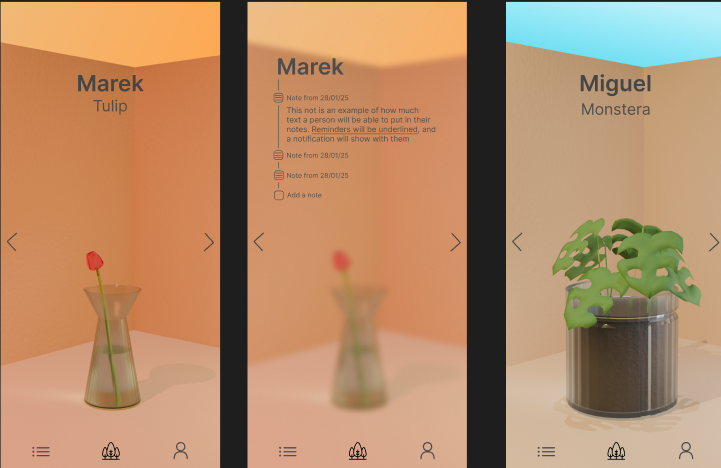 Marek
Tulip
Marek
Note from 28/01/25
This not is an example of how much
text a person will be able to put in their
notes. Reminders will be underlined, and
a notification will show with them
Note from 28/01/25
Note from 28/01/25
Add a note
Miguel
Monstera